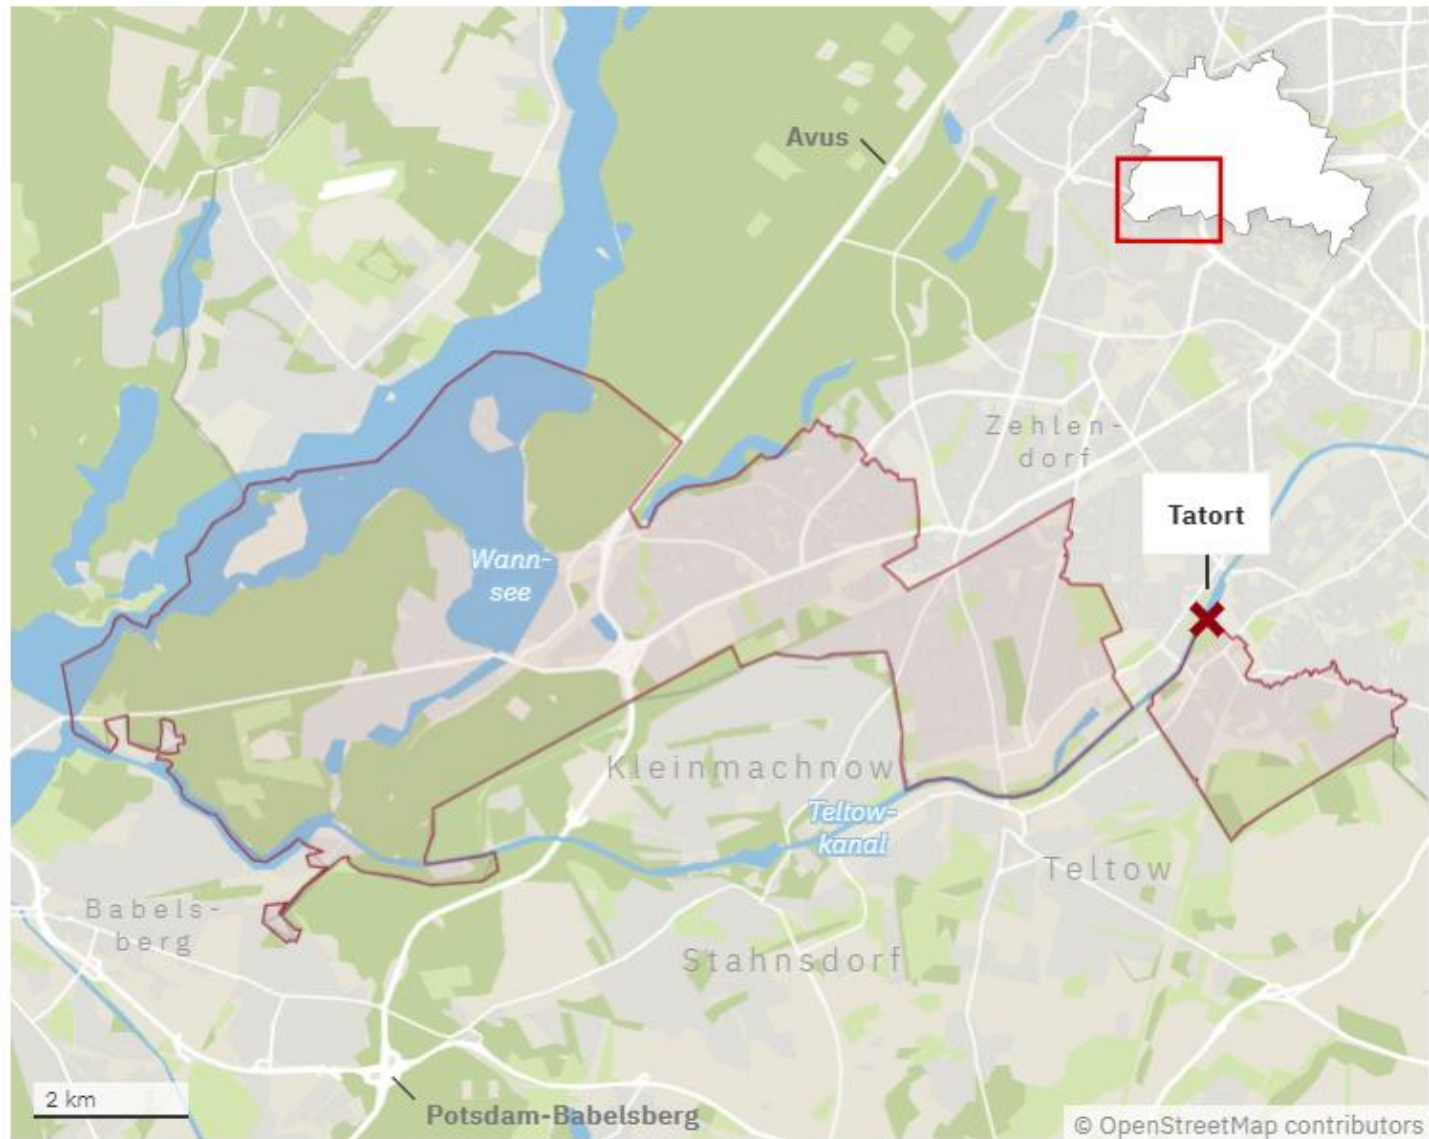 Avus
Zehlen-
dorf
Tatort
Wann-
see
Kleinmachnow
Teltow-
kanal
Teltow
Babels-
berg
Stahnsdorf
2 km
Potsdam-Babelsberg
© OpenStreetMap contributors